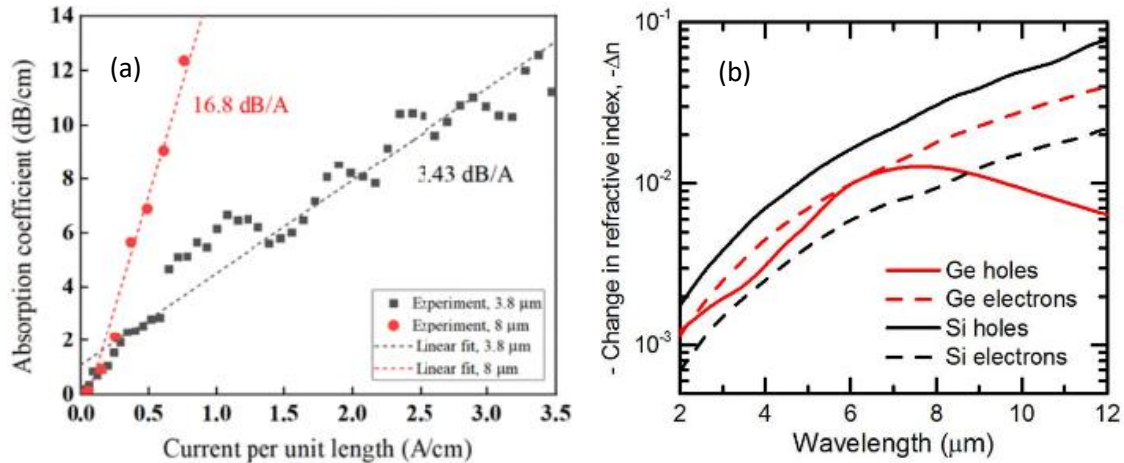 (a)
16.8 dB/A
3.43 dB/A
Experiment, 3.8 µm
Experiment, 8 µm
Linear fit, 3.8 µm
Linear fit, 8 µm
Absorption coefficient (dB/cm)
14
12
10
8
6
4
2
0
0.0 0.5 1.0 1.5 2.0 2.5 3.0 3.5
Current per unit length (A/cm)
(b)
- Change in refractive index, -Δn
10⁻¹
10⁻²
10⁻³
Ge holes
Ge electrons
Si holes
Si electrons
2 4 6 8 10 12
Wavelength (μm)